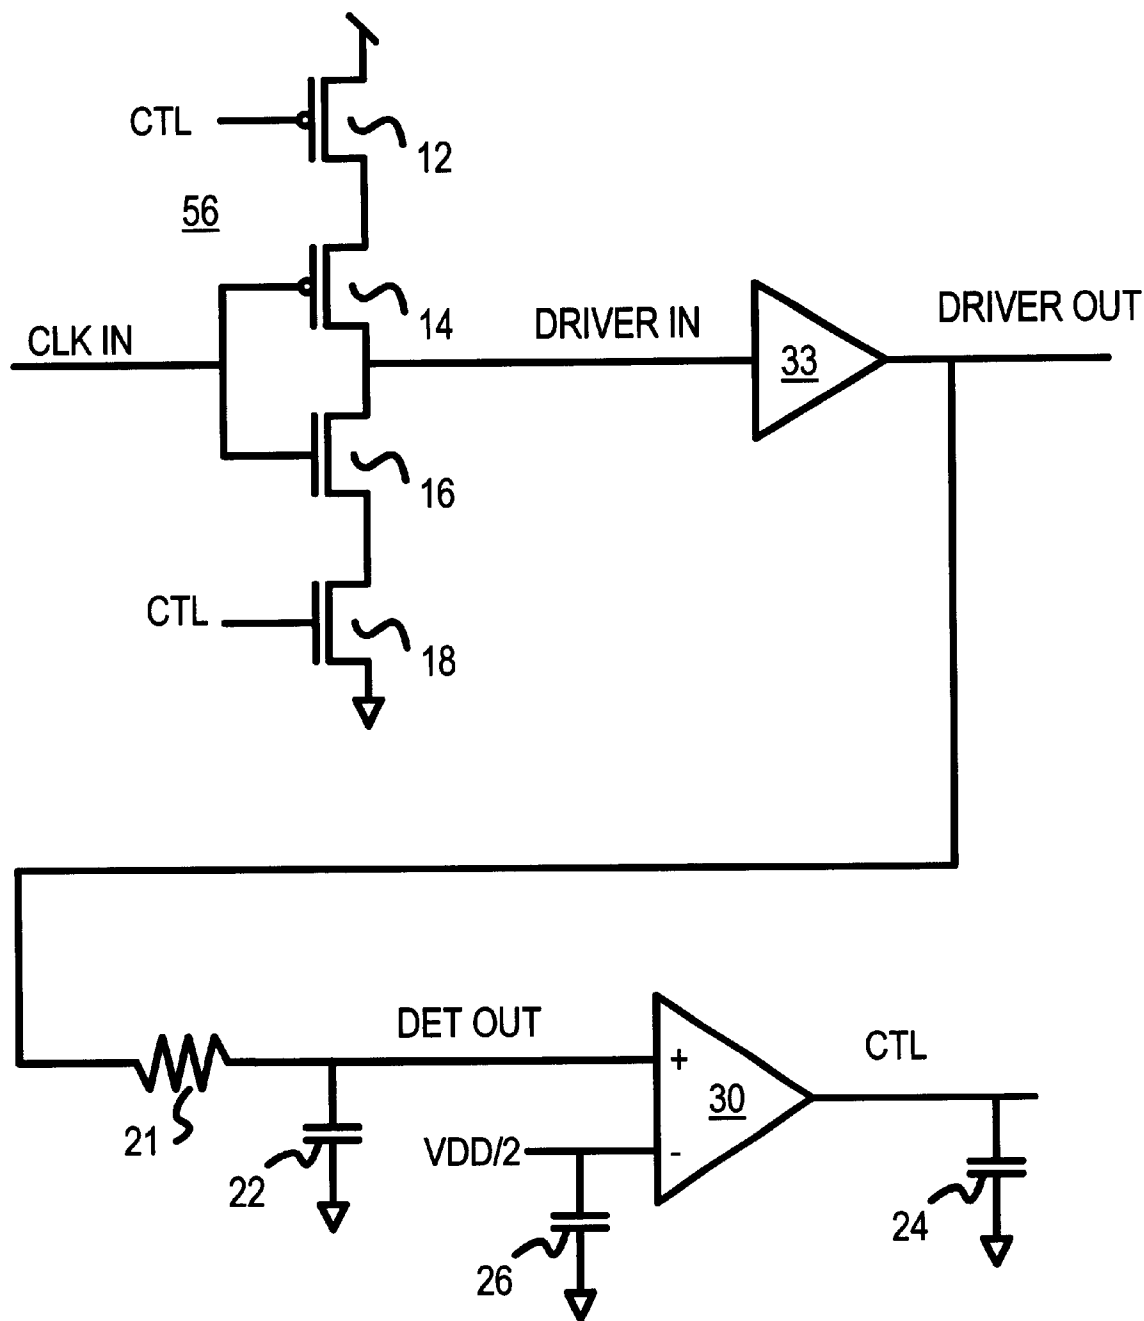 CTL
12
56
14
CLK IN
DRIVER IN
33
DRIVER OUT
16
CTL
18
DET OUT
CTL
+
30
21
VDD/2
-
22
24
26